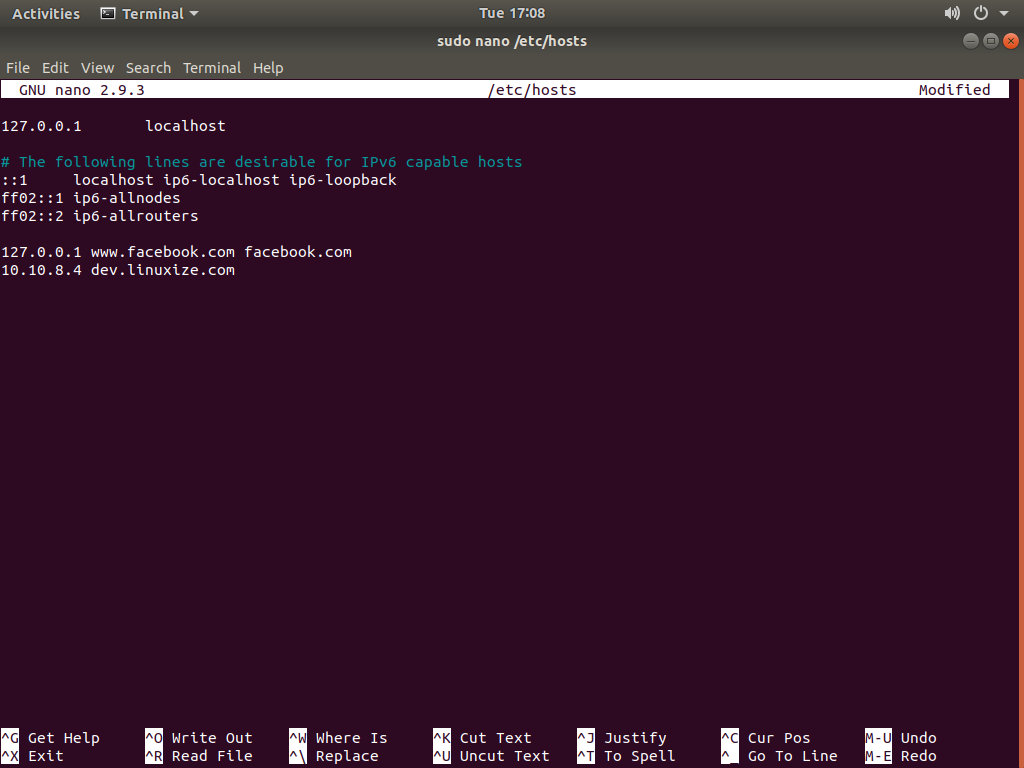 Activities Terminal Tue 17:08
sudo nano /etc/hosts
File Edit View Search Terminal Help
GNU nano 2.9.3 /etc/hosts Modified
127.0.0.1 localhost
# The following lines are desirable for IPv6 capable hosts
::1 localhost ip6-localhost ip6-loopback
ff02::1 ip6-allnodes
ff02::2 ip6-allrouters
127.0.0.1 www.facebook.com facebook.com
10.10.8.4 dev.linuxize.com
^G Get Help ^O Write Out ^W Where Is ^K Cut Text ^J Justify ^C Cur Pos M-U Undo
^X Exit ^R Read File ^\ Replace ^U Uncut Text ^T To Spell ^_ Go To Line M-E Redo